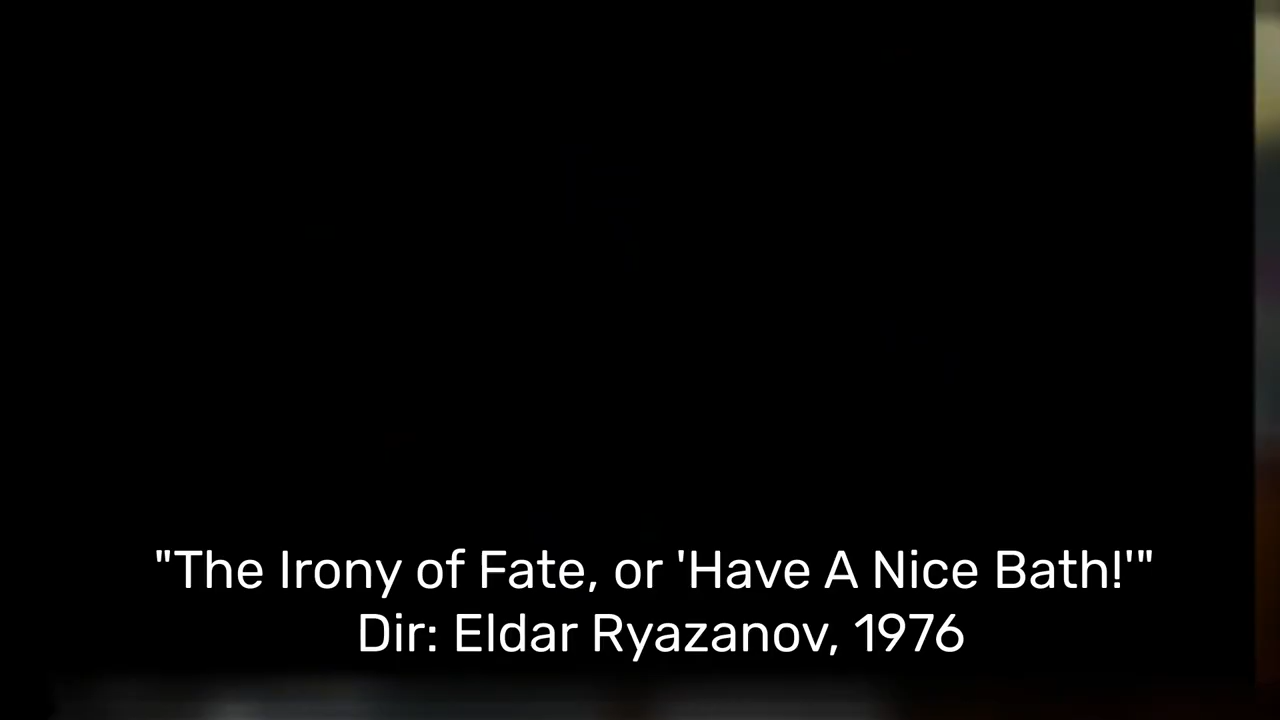 "The Irony of Fate, or 'Have A Nice Bath!'"
Dir: Eldar Ryazanov, 1976